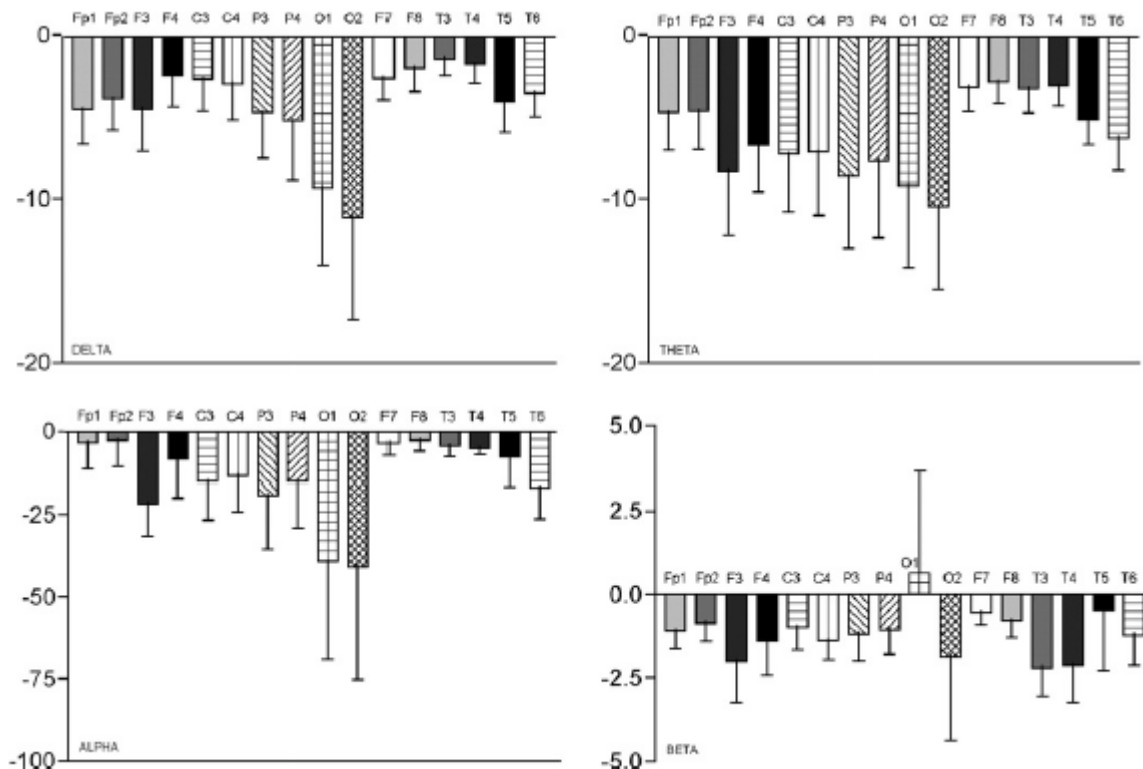 Fp1 Fp2 F3 F4 C3 C4 P3 P4 O1 O2 F7 F8 T3 T4 T5 T6
0
-10
-20
DELTA
Fp1 Fp2 F3 F4 C3 C4 P3 P4 O1 O2 F7 F8 T3 T4 T5 T6
0
-10
-20
THETA
Fp1 Fp2 F3 F4 C3 C4 P3 P4 O1 O2 F7 F8 T3 T4 T5 T6
0
-25
-50
-75
-100
ALPHA
5.0
2.5
O1
Fp1 Fp2 F3 F4 C3 C4 P3 P4 O2 F7 F8 T3 T4 T5 T6
0.0
-2.5
-5.0
BETA